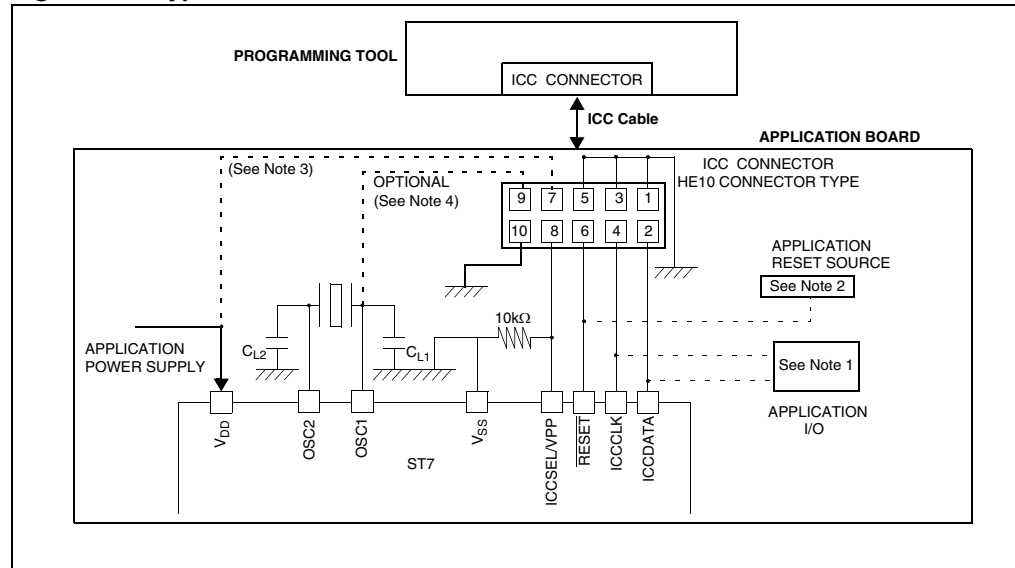 PROGRAMMING TOOL
ICC CONNECTOR
ICC Cable
APPLICATION BOARD
(See Note 3)
OPTIONAL
(See Note 4)
ICC CONNECTOR
HE10 CONNECTOR TYPE
9 7 5 3 1
10 8 6 4 2
APPLICATION
RESET SOURCE
See Note 2
10kΩ
APPLICATION
POWER SUPPLY
CL2
CL1
See Note 1
APPLICATION
I/O
VDD
OSC2
OSC1
VSS
ICCSEL/VPP
RESET
ICCCLK
ICCDATA
ST7